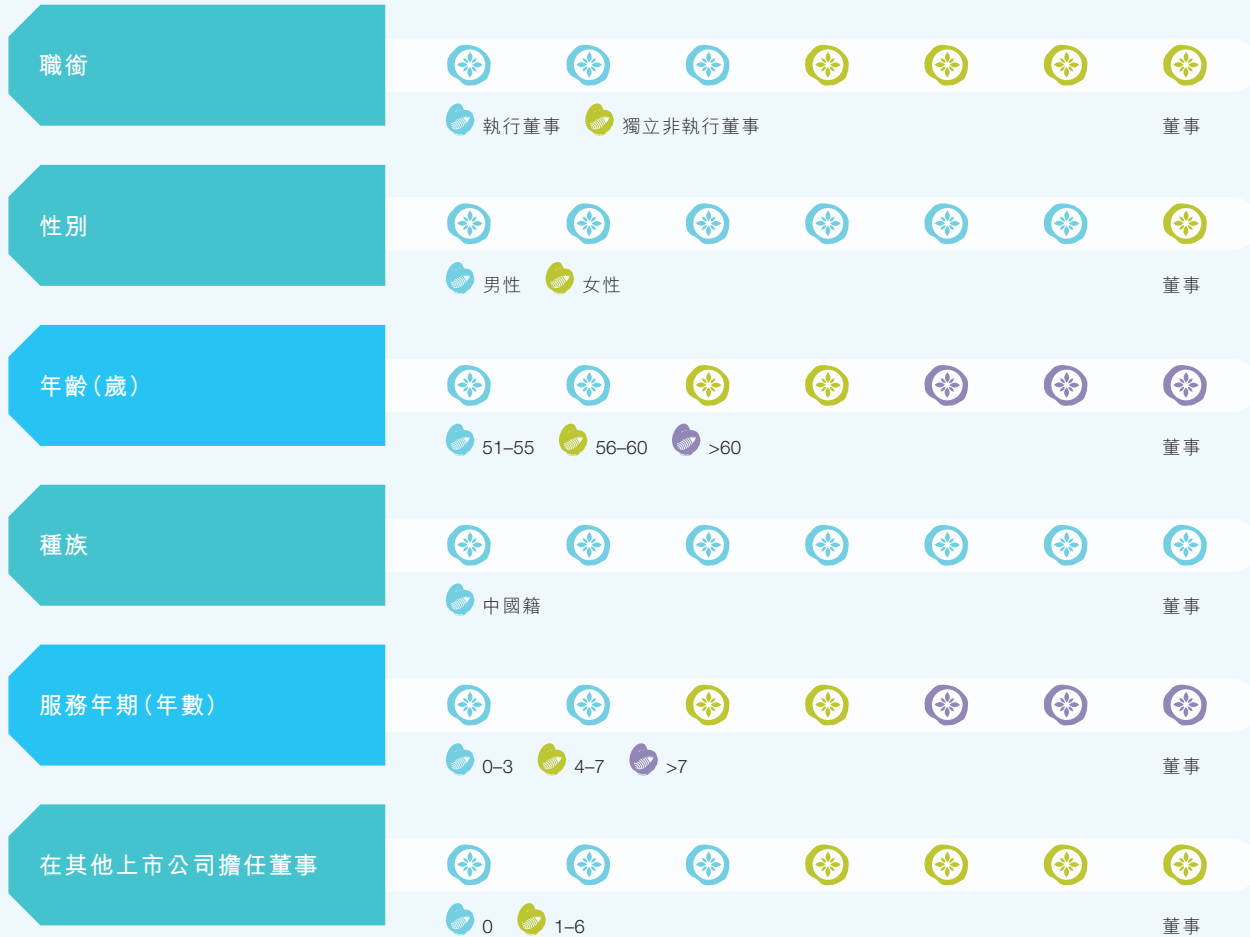 職銜
執行董事 獨立非執行董事 董事
性別
男性 女性 董事
年齡(歲)
51–55 56–60 >60 董事
種族
中國籍 董事
服務年期(年數)
0–3 4–7 >7 董事
在其他上市公司擔任董事
0 1–6 董事